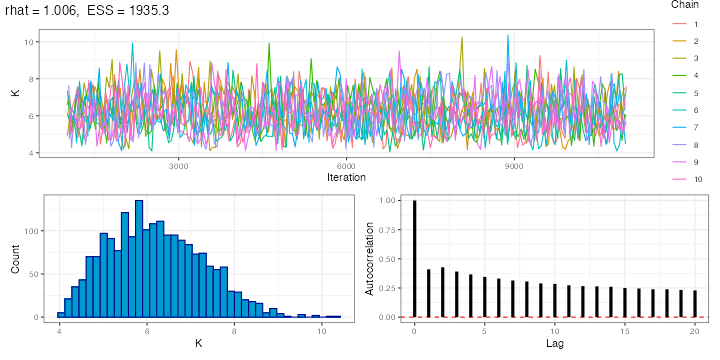 rhat = 1.006, ESS = 1935.3
Chain
1
2
3
4
5
6
7
8
9
10
K
10
8
6
4
3000 6000 9000
Iteration
Count
100
50
0
4 6 8 10
K
Autocorrelation
1.00
0.75
0.50
0.25
0.00
0 5 10 15 20
Lag